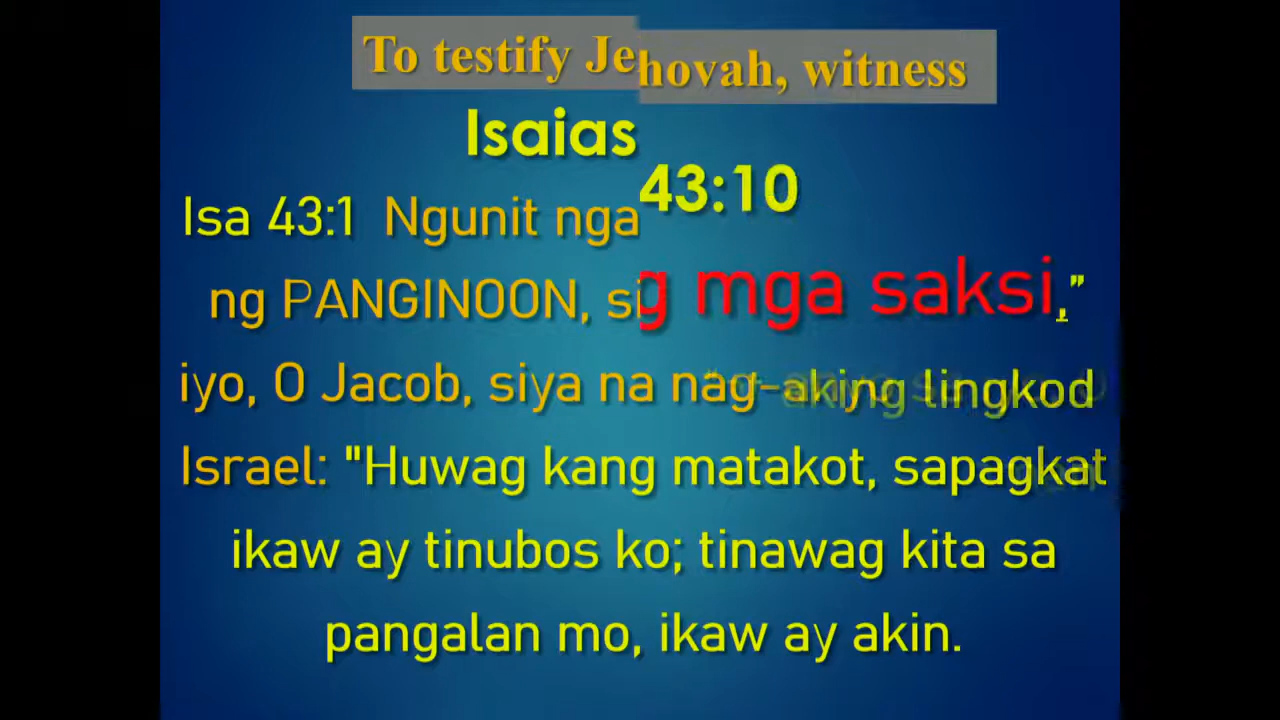 To testify Jehovah, witness
Isaias
43:10
Isa 43:1 Ngunit nga
ng PANGINOON, si
g mga saksi,”
iyo, O Jacob, siya na nag-
aking lingkod
Israel: "Huwag kang matakot, sapagkat
ikaw ay tinubos ko; tinawag kita sa
pangalan mo, ikaw ay akin.